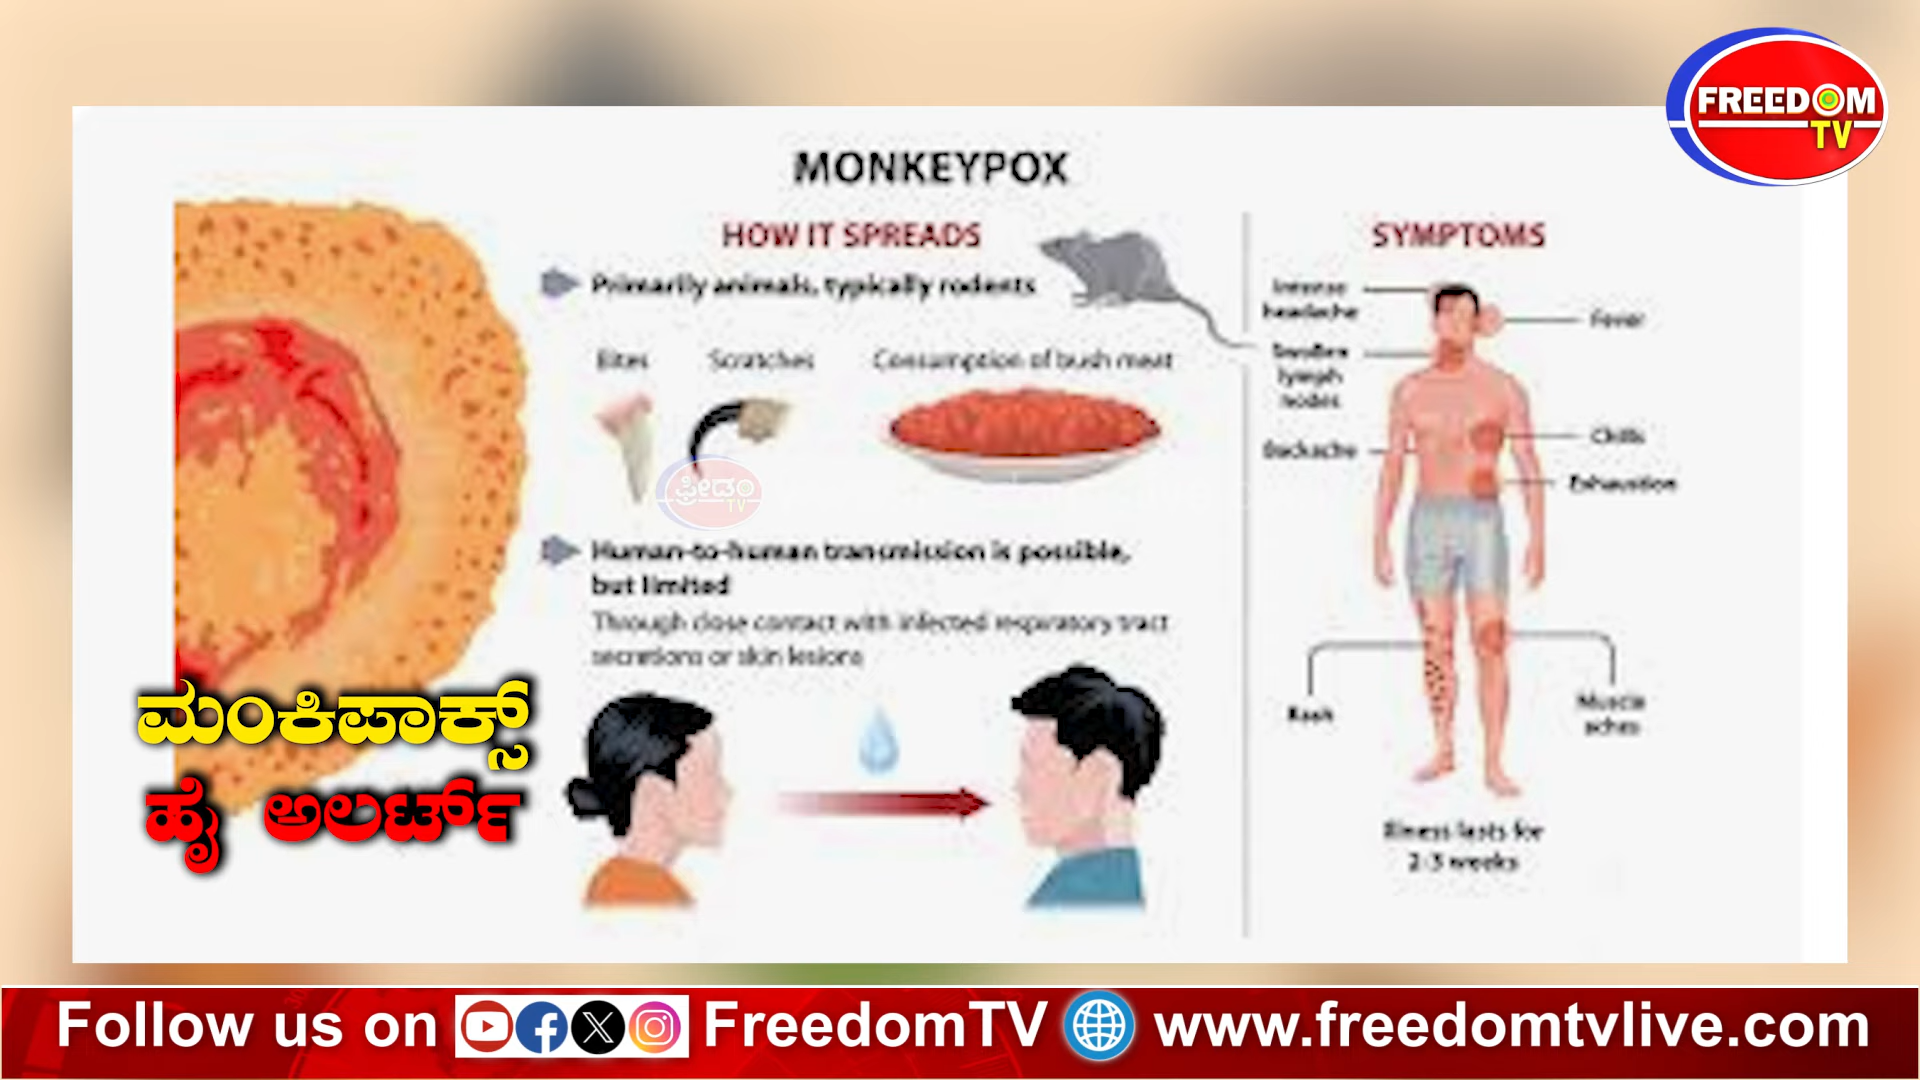 FREEDOM
TV
MONKEYPOX
HOW IT SPREADS
Primarily animals, typically rodents
Bites
Scratches
Consumption of bush meat
ಫ್ರೀಡಂ
TV
Human-to-human transmission is possible,
but limited
Through close contact with infected respiratory tract
secretions or skin lesions
SYMPTOMS
Intense
headache
Fever
Swollen
lymph
nodes
Chills
Backache
Exhaustion
Rash
Muscle
aches
Illness lasts for
2-3 weeks
ಮಂಕಿಪಾಕ್ಸ್
ಹೈ ಅಲರ್ಟ್
Follow us on FreedomTV www.freedomtvlive.com